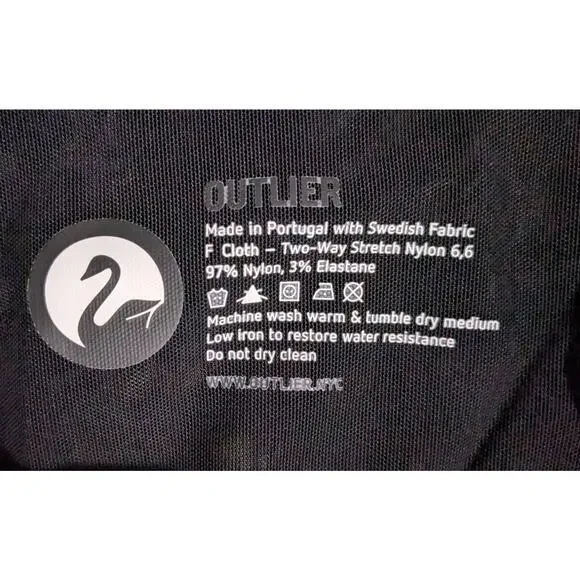 OUTLIER
Made in Portugal with Swedish Fabric
F Cloth – Two-Way Stretch Nylon 6,6
97% Nylon, 3% Elastane
Machine wash warm & tumble dry medium
Low iron to restore water resistance
Do not dry clean
WWW.OUTLIER.NYC